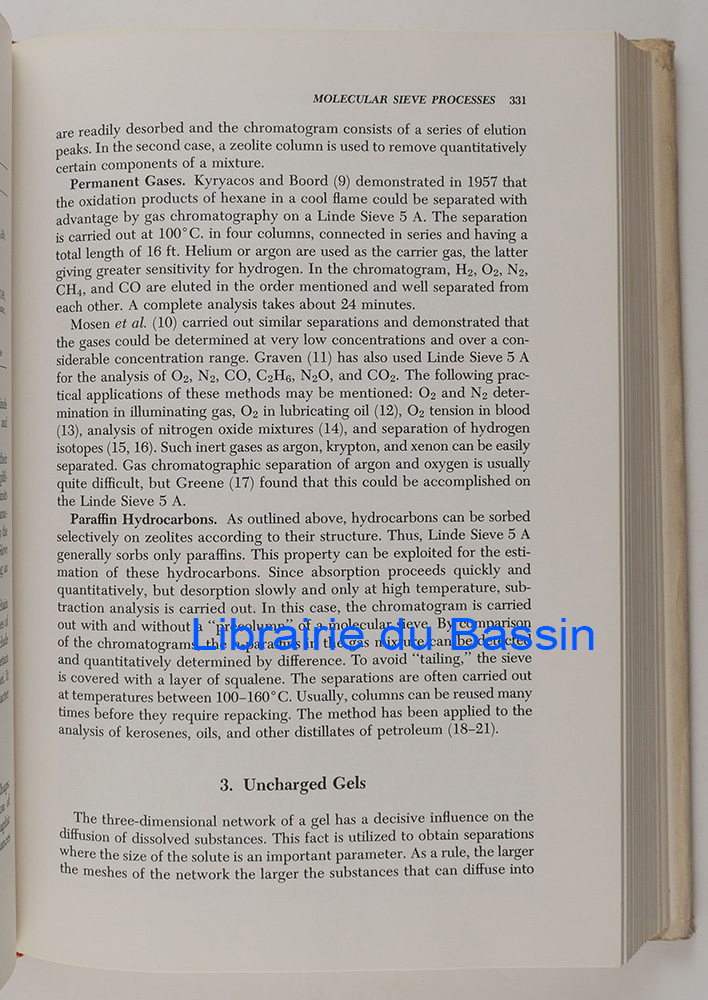 MOLECULAR SIEVE PROCESSES 331
are readily desorbed and the chromatogram consists of a series of elution
peaks. In the second case, a zeolite column is used to remove quantitatively
certain components of a mixture.
Permanent Gases. Kyryacos and Boord (9) demonstrated in 1957 that
the oxidation products of hexane in a cool flame could be separated with
advantage by gas chromatography on a Linde Sieve 5 A. The separation
is carried out at 100°C. in four columns, connected in series and having a
total length of 16 ft. Helium or argon are used as the carrier gas, the latter
giving greater sensitivity for hydrogen. In the chromatogram, H₂, O₂, N₂,
CH₄, and CO are eluted in the order mentioned and well separated from
each other. A complete analysis takes about 24 minutes.
Mosen et al. (10) carried out similar separations and demonstrated that
the gases could be determined at very low concentrations and over a con-
siderable concentration range. Graven (11) has also used Linde Sieve 5 A
for the analysis of O₂, N₂, CO, C₂H₆, N₂O, and CO₂. The following prac-
tical applications of these methods may be mentioned: O₂ and N₂ deter-
mination in illuminating gas, O₂ in lubricating oil (12), O₂ tension in blood
(13), analysis of nitrogen oxide mixtures (14), and separation of hydrogen
isotopes (15, 16). Such inert gases as argon, krypton, and xenon can be easily
separated. Gas chromatographic separation of argon and oxygen is usually
quite difficult, but Greene (17) found that this could be accomplished on
the Linde Sieve 5 A.
Paraffin Hydrocarbons. As outlined above, hydrocarbons can be sorbed
selectively on zeolites according to their structure. Thus, Linde Sieve 5 A
generally sorbs only paraffins. This property can be exploited for the esti-
mation of these hydrocarbons. Since absorption proceeds quickly and
quantitatively, but desorption slowly and only at high temperature, sub-
traction analysis is carried out. In this case, the chromatogram is carried
out with and without a "precolumn" of a molecular sieve. By comparison
of the chromatograms, the n-paraffins in the gas mixture can be detected
Librairie du Bassin
and quantitatively determined by difference. To avoid "tailing," the sieve
is covered with a layer of squalene. The separations are often carried out
at temperatures between 100–160°C. Usually, columns can be reused many
times before they require repacking. The method has been applied to the
analysis of kerosenes, oils, and other distillates of petroleum (18–21).
3. Uncharged Gels
The three-dimensional network of a gel has a decisive influence on the
diffusion of dissolved substances. This fact is utilized to obtain separations
where the size of the solute is an important parameter. As a rule, the larger
the meshes of the network the larger the substances that can diffuse into